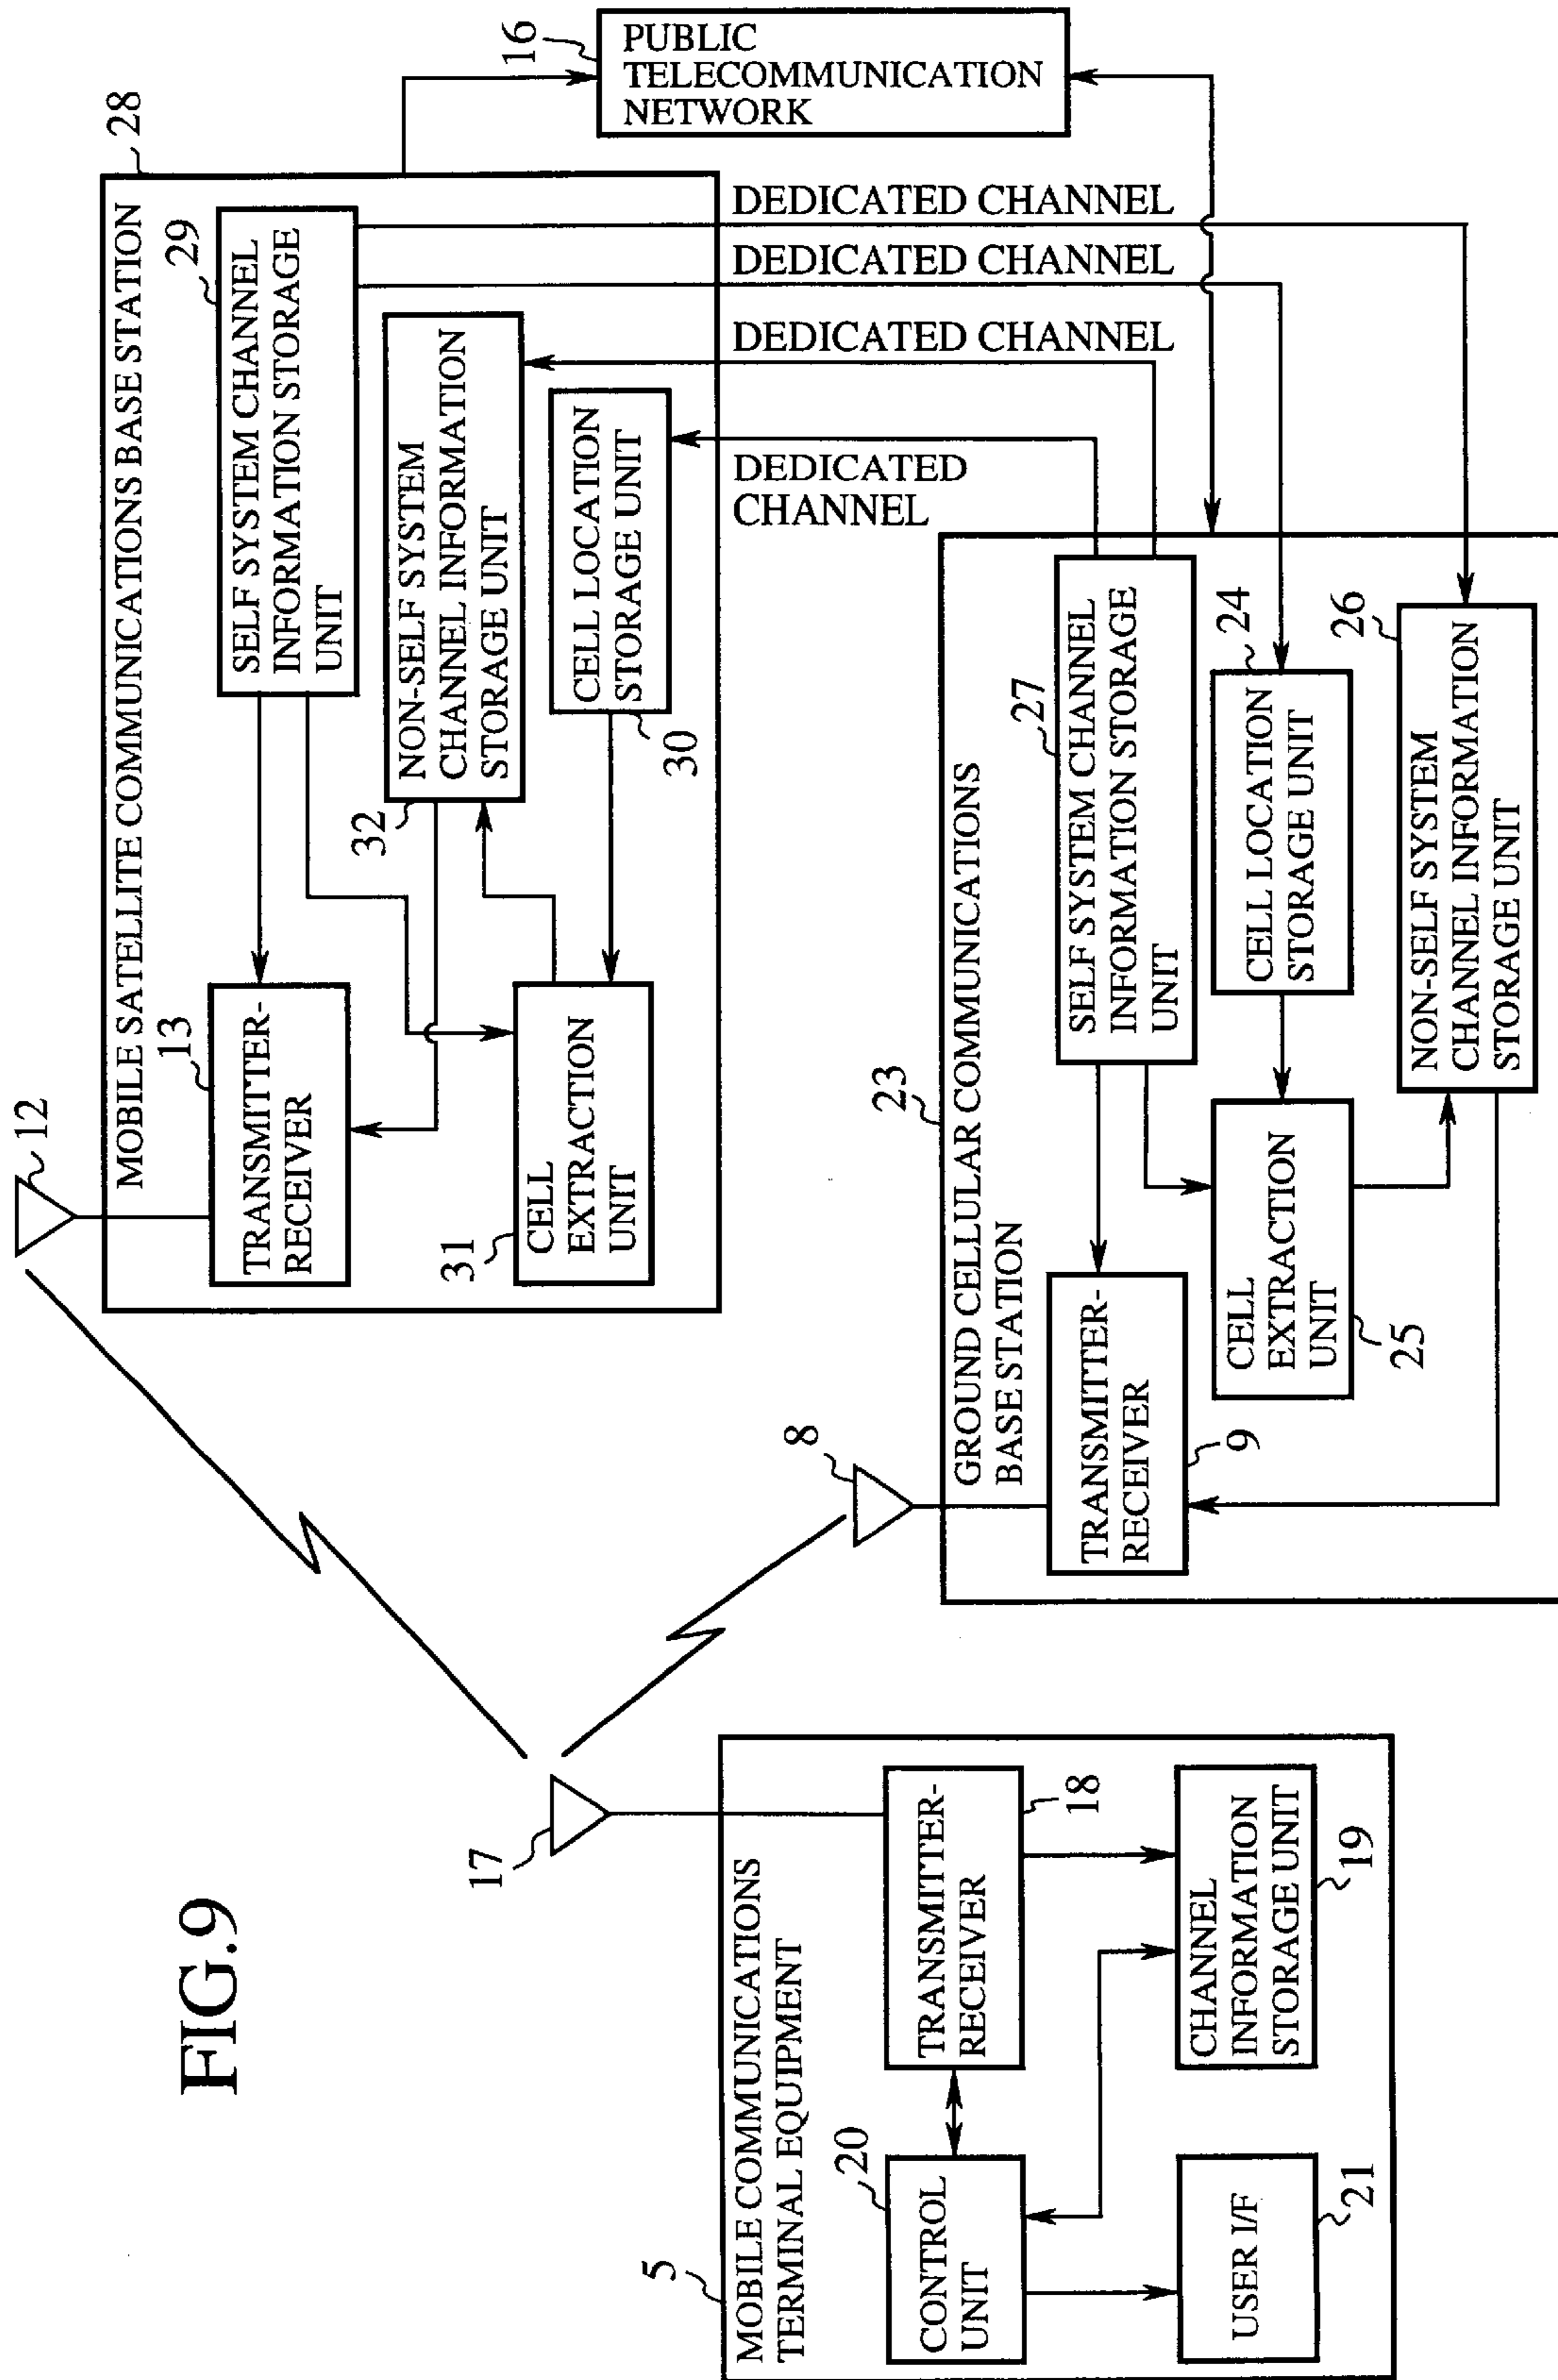 FIG.9
5
MOBILE COMMUNICATIONS
TERMINAL EQUIPMENT
17
20
CONTROL
UNIT
TRANSMITTER-
RECEIVER
18
USER I/F
21
CHANNEL
INFORMATION
STORAGE UNIT
19
12
MOBILE SATELLITE COMMUNICATIONS BASE STATION
28
13
TRANSMITTER-
RECEIVER
29
SELF SYSTEM CHANNEL
INFORMATION STORAGE
UNIT
32
NON-SELF SYSTEM
CHANNEL INFORMATION
STORAGE UNIT
31
CELL
EXTRACTION
UNIT
CELL LOCATION
STORAGE UNIT
30
16
PUBLIC
TELECOMMUNICATION
NETWORK
DEDICATED CHANNEL
DEDICATED CHANNEL
DEDICATED CHANNEL
DEDICATED
CHANNEL
8
23
GROUND CELLULAR COMMUNICATIONS
BASE STATION
TRANSMITTER-
RECEIVER
9
27
SELF SYSTEM CHANNEL
INFORMATION STORAGE
UNIT
CELL
EXTRACTION
UNIT
25
24
CELL LOCATION
STORAGE UNIT
26
NON-SELF SYSTEM
CHANNEL INFORMATION
STORAGE UNIT